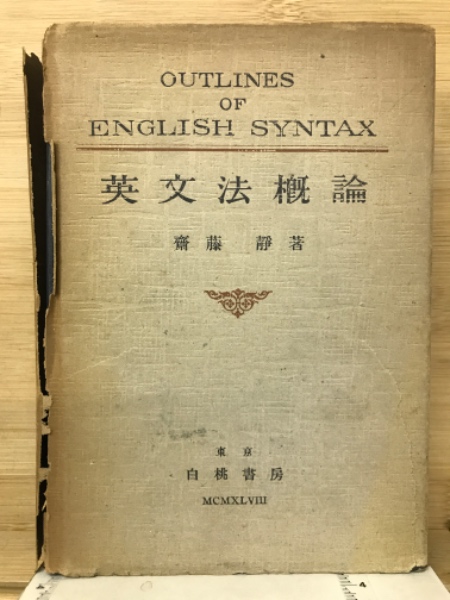 OUTLINES
OF
ENGLISH SYNTAX
英文法概論
齋藤 靜著
東京
白桃書房
MCMXLVIII
4